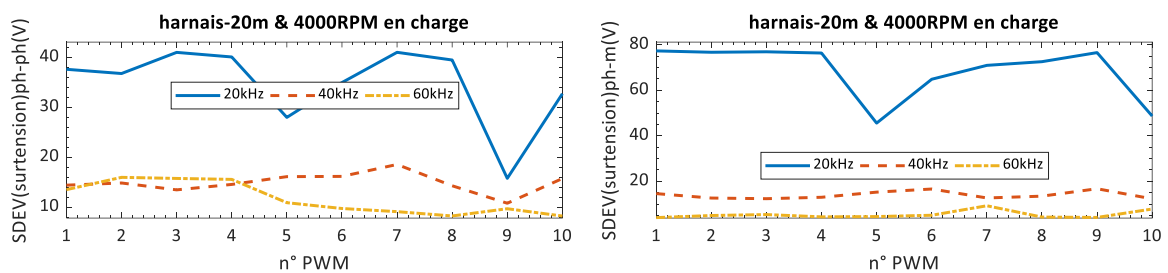 harnais-20m & 4000RPM en charge
SDEV(surtension)ph-ph(V)
40
30
20
10
20kHz 40kHz 60kHz
1 2 3 4 5 6 7 8 9 10
n° PWM
harnais-20m & 4000RPM en charge
SDEV(surtension)ph-m(V)
80
60
40
20
20kHz 40kHz 60kHz
1 2 3 4 5 6 7 8 9 10
n° PWM